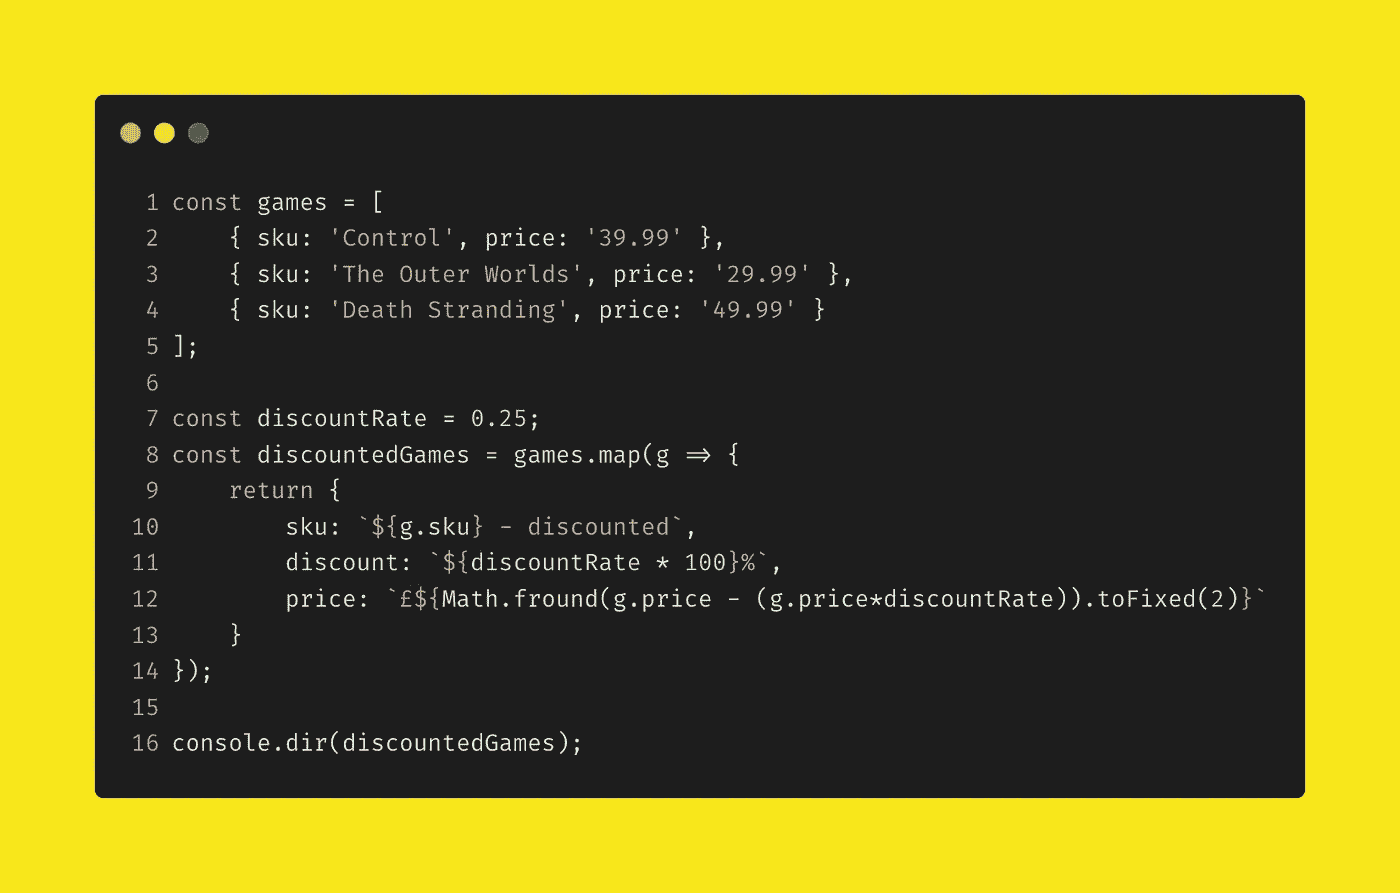 1 const games = [
2     { sku: 'Control', price: '39.99' },
3     { sku: 'The Outer Worlds', price: '29.99' },
4     { sku: 'Death Stranding', price: '49.99' }
5 ];
6
7 const discountRate = 0.25;
8 const discountedGames = games.map(g => {
9     return {
10         sku: `${g.sku} - discounted`,
11         discount: `${discountRate * 100}%`,
12         price: `£${Math.fround(g.price - (g.price*discountRate)).toFixed(2)}`
13     }
14 });
15
16 console.dir(discountedGames);